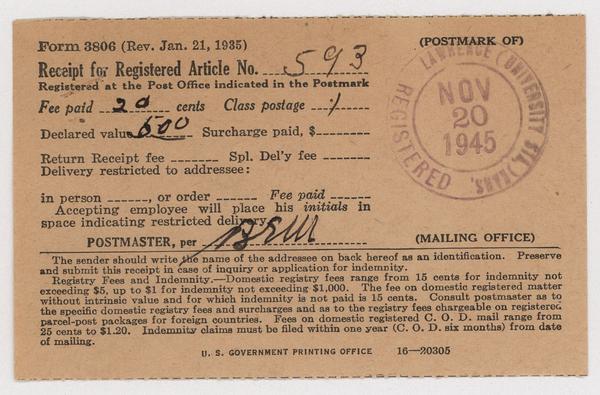 Form 3806 (Rev. Jan. 21, 1935)
(POSTMARK OF)
Receipt for Registered Article No. 593
Registered at the Post Office indicated in the Postmark
Fee paid 20 cents Class postage 1
Declared value 500 Surcharge paid, $
Return Receipt fee Spl. Del'y fee
Delivery restricted to addressee:
in person , or order Fee paid
Accepting employee will place his initials in
space indicating restricted delivery.
POSTMASTER, per
(MAILING OFFICE)
LAWRENCE (UNIVERSITY STA.) KANS.
REGISTERED
NOV
20
1945
The sender should write the name of the addressee on back hereof as an identification. Preserve
and submit this receipt in case of inquiry or application for indemnity.
Registry Fees and Indemnity.—Domestic registry fees range from 15 cents for indemnity not
exceeding $5, up to $1 for indemnity not exceeding $1,000. The fee on domestic registered matter
without intrinsic value and for which indemnity is not paid is 15 cents. Consult postmaster as to
the specific domestic registry fees and surcharges and as to the registry fees chargeable on registered
parcel-post packages for foreign countries. Fees on domestic registered C. O. D. mail range from
25 cents to $1.20. Indemnity claims must be filed within one year (C. O. D. six months) from date
of mailing.
U. S. GOVERNMENT PRINTING OFFICE 16—20305